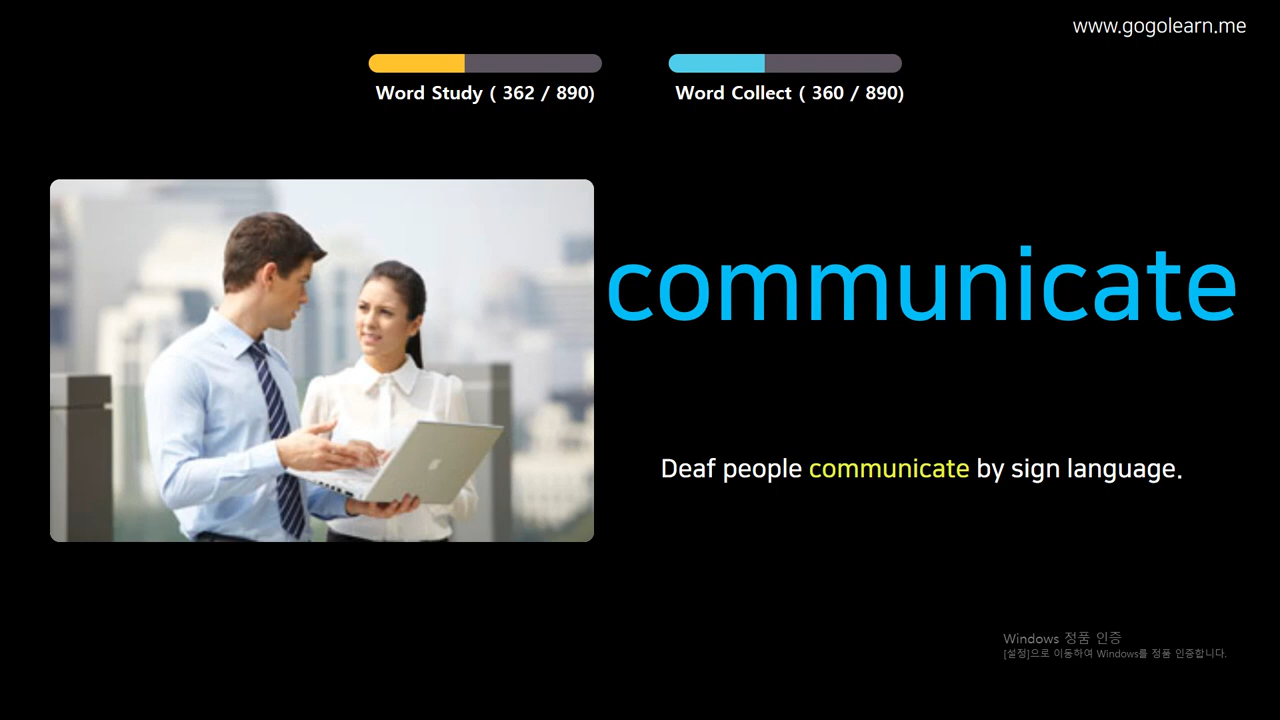 www.gogolearn.me
Word Study ( 362 / 890)
Word Collect ( 360 / 890)
communicate
Deaf people communicate by sign language.
Windows 정품 인증
[설정]으로 이동하여 Windows를 정품 인증합니다.